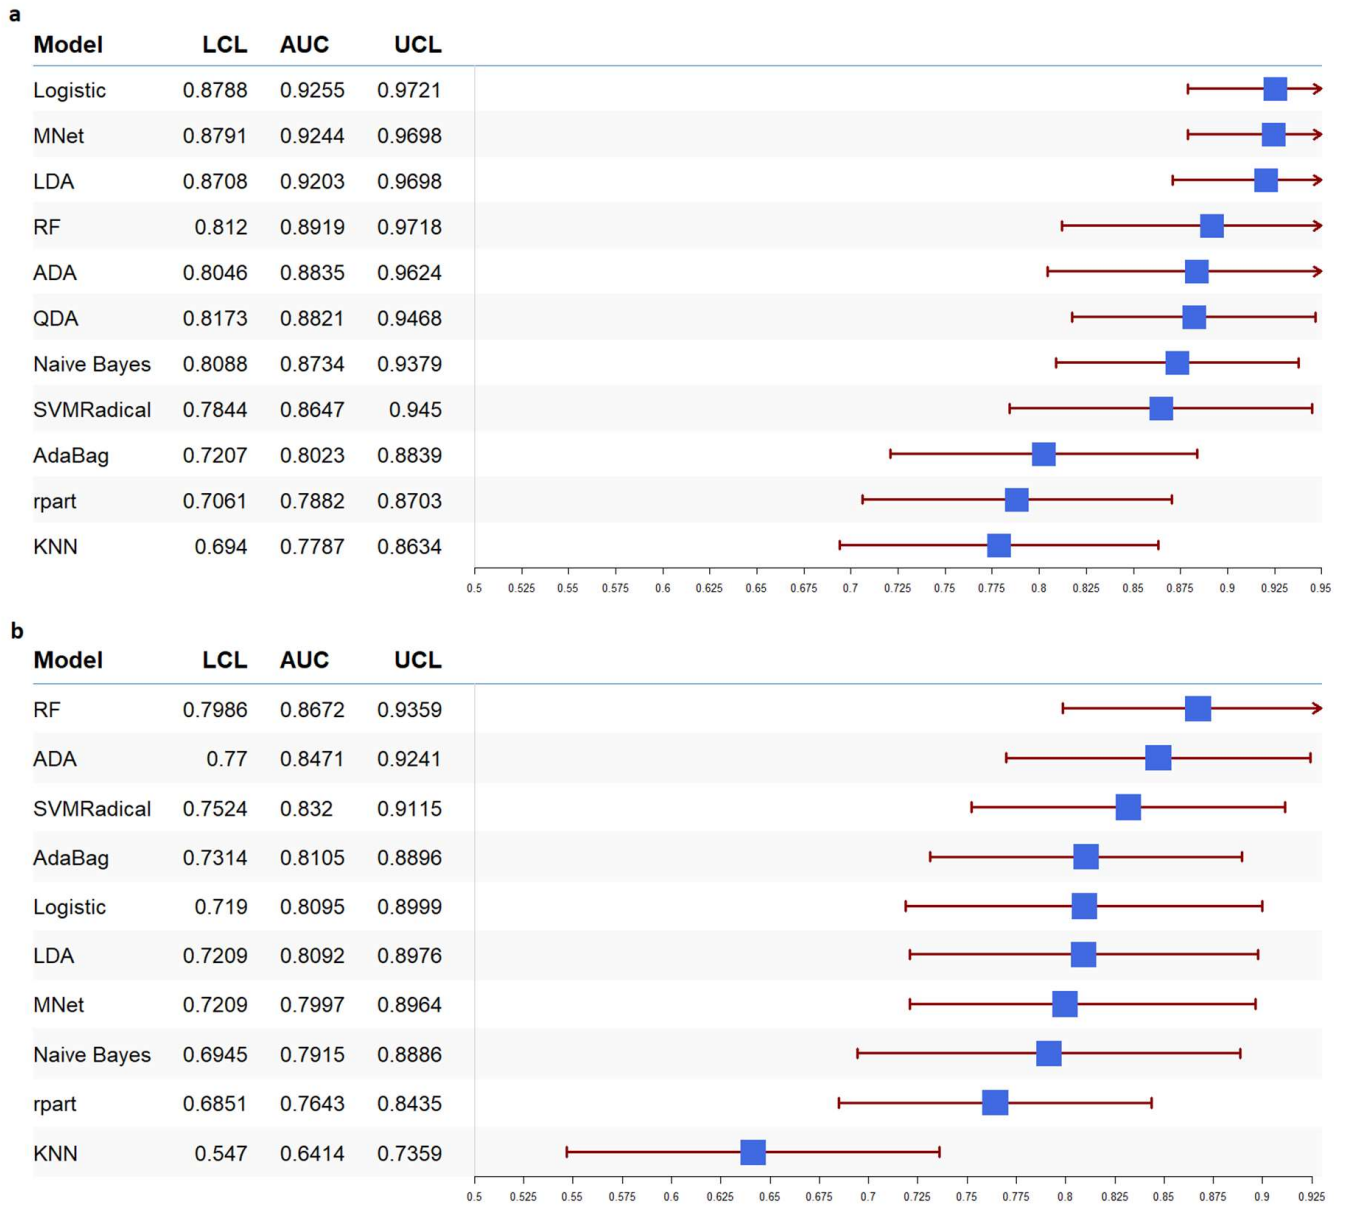 a
Model LCL AUC UCL
Logistic 0.8788 0.9255 0.9721
MNet 0.8791 0.9244 0.9698
LDA 0.8708 0.9203 0.9698
RF 0.812 0.8919 0.9718
ADA 0.8046 0.8835 0.9624
QDA 0.8173 0.8821 0.9468
Naive Bayes 0.8088 0.8734 0.9379
SVMRadical 0.7844 0.8647 0.945
AdaBag 0.7207 0.8023 0.8839
rpart 0.7061 0.7882 0.8703
KNN 0.694 0.7787 0.8634
0.5 0.525 0.55 0.575 0.6 0.625 0.65 0.675 0.7 0.725 0.75 0.775 0.8 0.825 0.85 0.875 0.9 0.925 0.95
b
Model LCL AUC UCL
RF 0.7986 0.8672 0.9359
ADA 0.77 0.8471 0.9241
SVMRadical 0.7524 0.832 0.9115
AdaBag 0.7314 0.8105 0.8896
Logistic 0.719 0.8095 0.8999
LDA 0.7209 0.8092 0.8976
MNet 0.7209 0.7997 0.8964
Naive Bayes 0.6945 0.7915 0.8886
rpart 0.6851 0.7643 0.8435
KNN 0.547 0.6414 0.7359
0.5 0.525 0.55 0.575 0.6 0.625 0.65 0.675 0.7 0.725 0.75 0.775 0.8 0.825 0.85 0.875 0.9 0.925